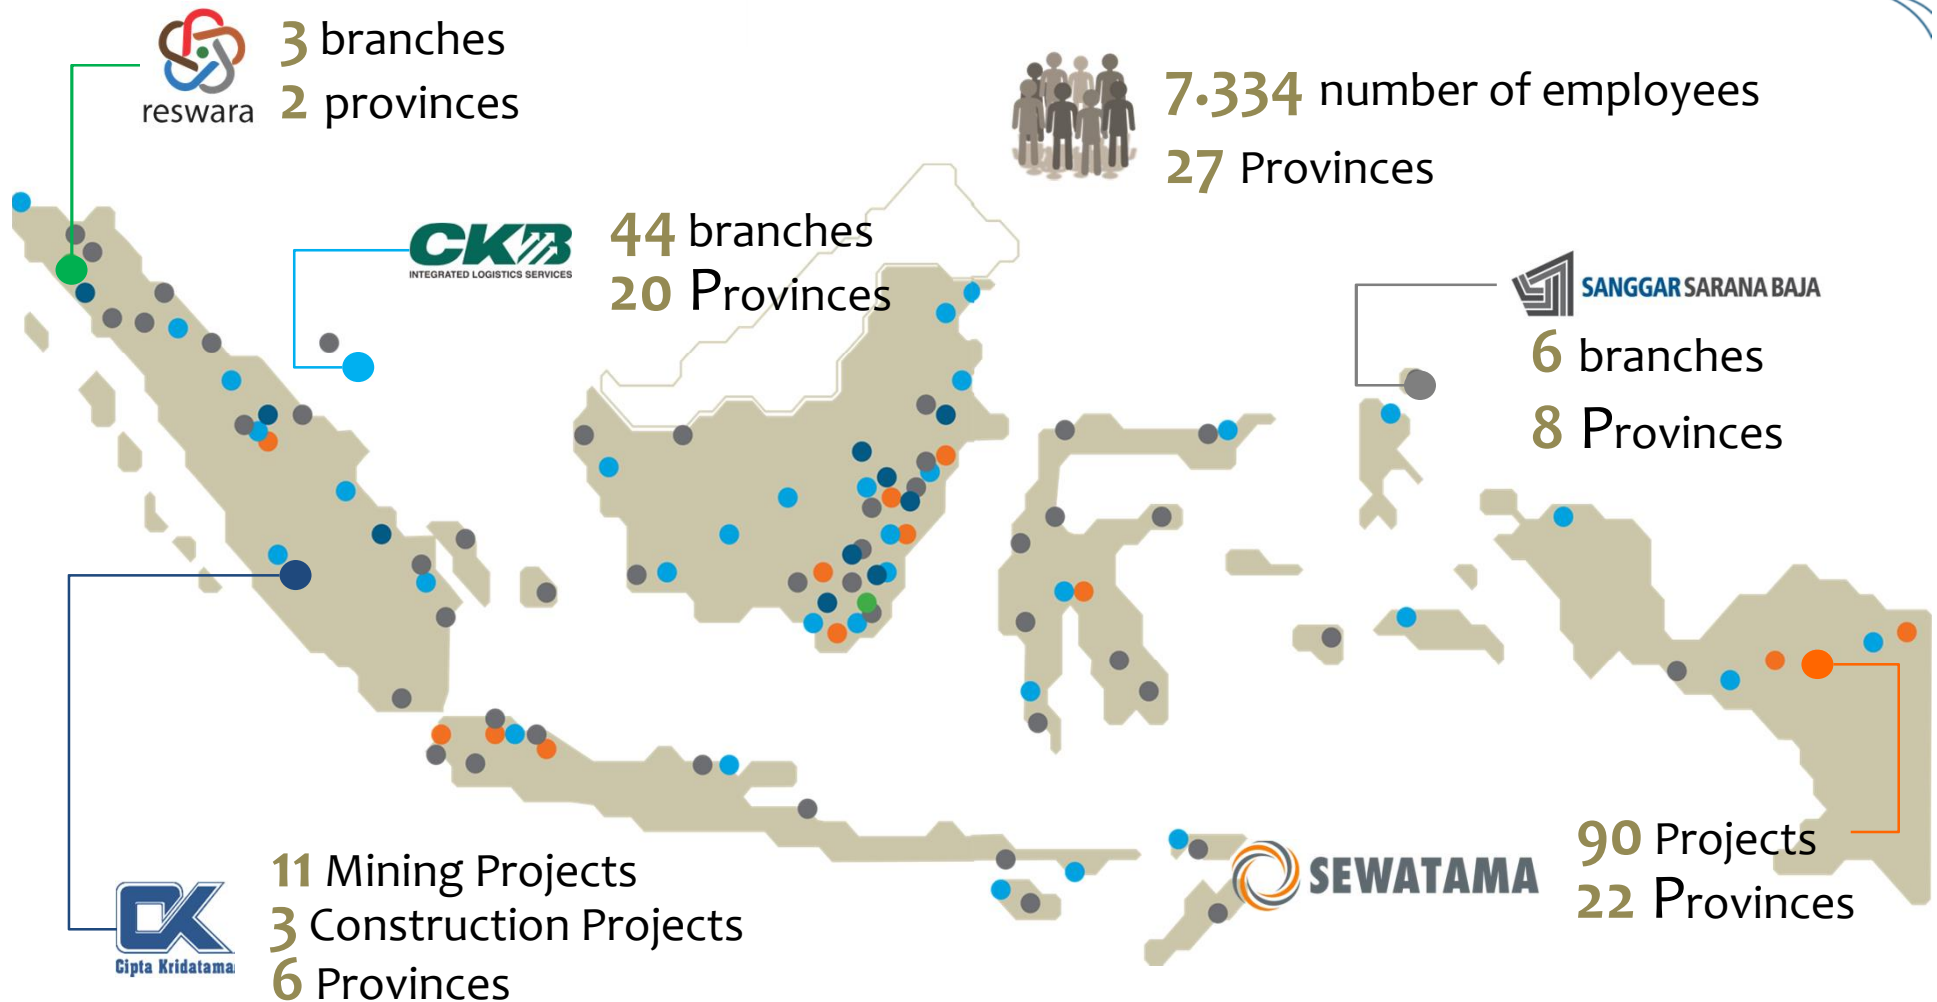 reswara
3 branches
2 provinces
7.334 number of employees
27 Provinces
CKB
INTEGRATED LOGISTICS SERVICES
44 branches
20 Provinces
SANGGAR SARANA BAJA
6 branches
8 Provinces
CK
Cipta Kridatama
11 Mining Projects
3 Construction Projects
6 Provinces
SEWATAMA
90 Projects
22 Provinces